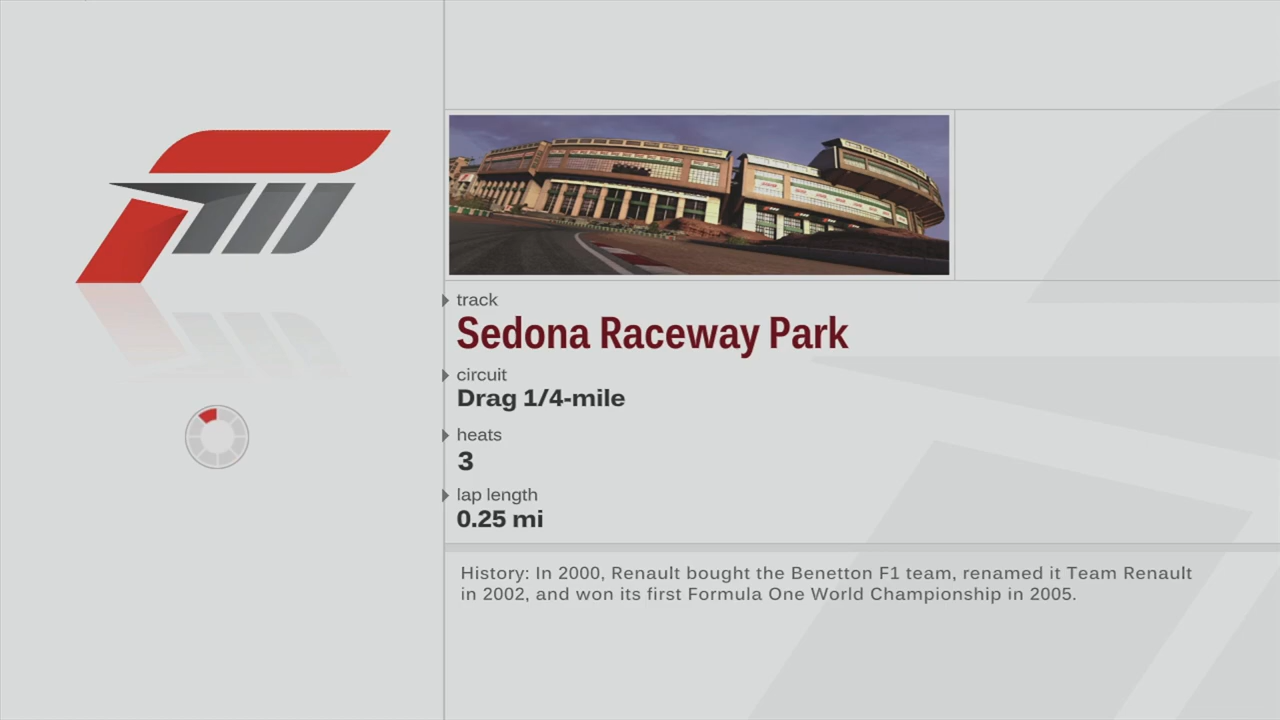 track
Sedona Raceway Park
circuit
Drag 1/4-mile
heats
3
lap length
0.25 mi
History: In 2000, Renault bought the Benetton F1 team, renamed it Team Renault
in 2002, and won its first Formula One World Championship in 2005.